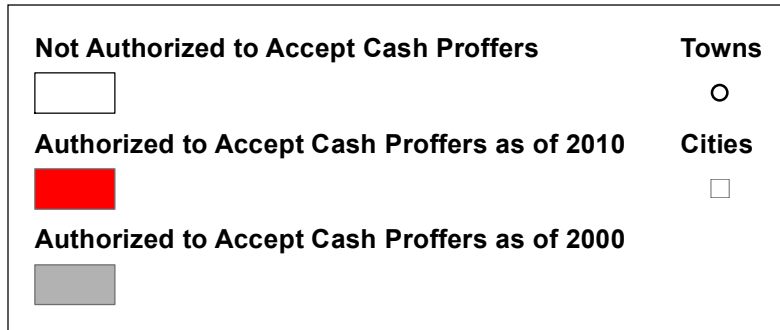 Not Authorized to Accept Cash Proffers Towns
Authorized to Accept Cash Proffers as of 2010 Cities
Authorized to Accept Cash Proffers as of 2000